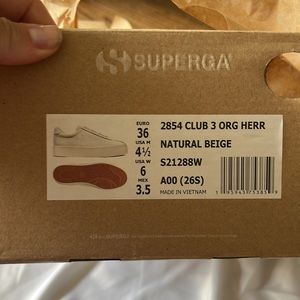 SUPERGA
EURO
36
USA M
4½
USA W
6
MEX
3.5
2854 CLUB 3 ORG HERR
NATURAL BEIGE
S21288W
A00 (26S)
MADE IN VIETNAM